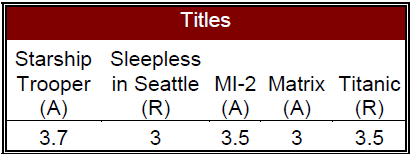 Titles
Starship Sleepless
Trooper in Seattle MI-2 Matrix Titanic
(A) (R) (A) (A) (R)
3.7 3 3.5 3 3.5